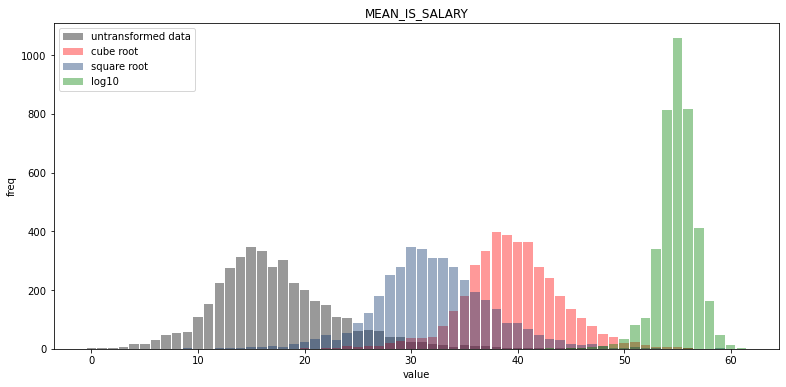 MEAN_IS_SALARY
untransformed data
cube root
square root
log10
1000
800
600
400
200
0
freq
0 10 20 30 40 50 60
value